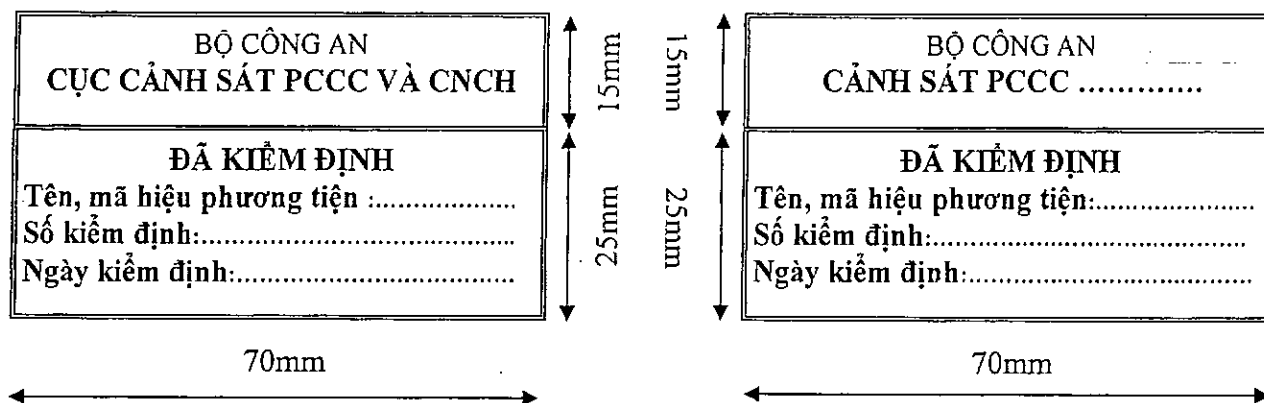 BỘ CÔNG AN
CỤC CẢNH SÁT PCCC VÀ CNCH
ĐÃ KIỂM ĐỊNH
Tên, mã hiệu phương tiện :....................
Số kiểm định:.............................................
Ngày kiểm định:........................................
15mm
25mm
70mm
BỘ CÔNG AN
CẢNH SÁT PCCC .............
ĐÃ KIỂM ĐỊNH
Tên, mã hiệu phương tiện:.......................
Số kiểm định:.............................................
Ngày kiểm định:.........................................
15mm
25mm
70mm